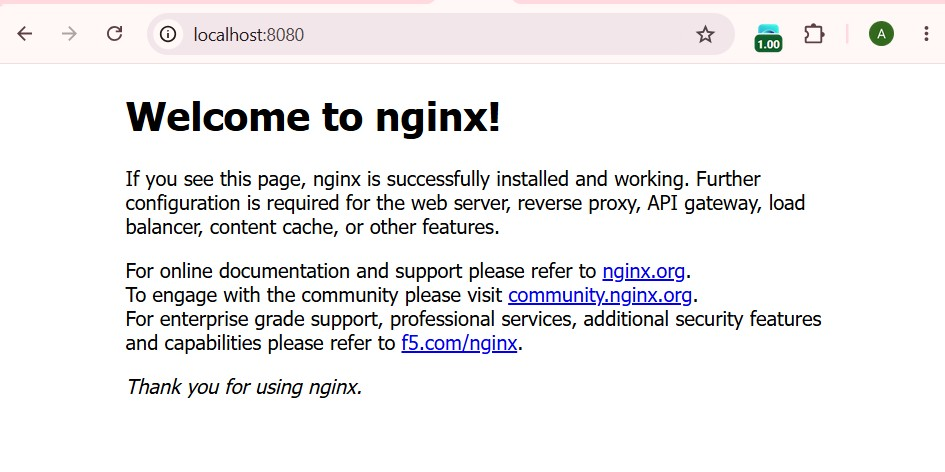 localhost:8080
1.00
A
Welcome to nginx!
If you see this page, nginx is successfully installed and working. Further
configuration is required for the web server, reverse proxy, API gateway, load
balancer, content cache, or other features.
For online documentation and support please refer to nginx.org.
To engage with the community please visit community.nginx.org.
For enterprise grade support, professional services, additional security features
and capabilities please refer to f5.com/nginx.
Thank you for using nginx.